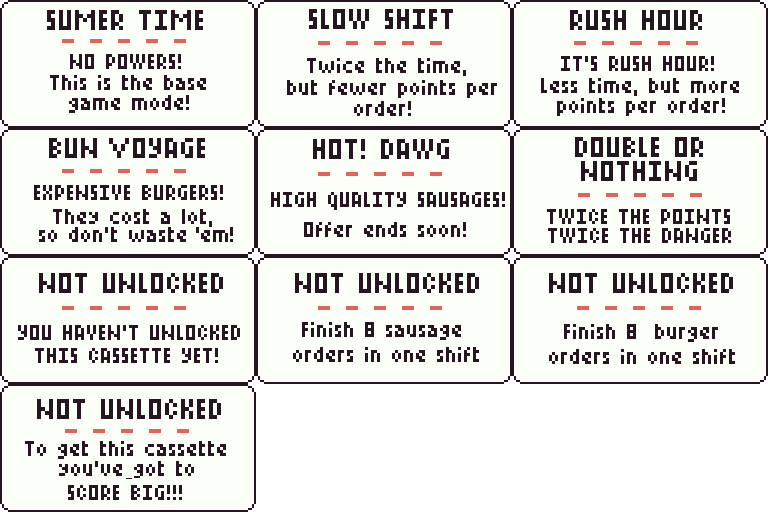 SUMER TIME
NO POWERS!
This is the base
game mode!
SLOW SHIFT
Twice the time,
but fewer points per
order!
RUSH HOUR
IT'S RUSH HOUR!
Less time, but more
points per order!
BUN VOYAGE
EXPENSIVE BURGERS!
They cost a lot,
so don't waste 'em!
HOT! DAWG
HIGH QUALITY SAUSAGES!
Offer ends soon!
DOUBLE OR
NOTHING
TWICE THE POINTS
TWICE THE DANGER
NOT UNLOCKED
YOU HAVEN'T UNLOCKED
THIS CASSETTE YET!
NOT UNLOCKED
Finish 8 sausage
orders in one shift
NOT UNLOCKED
Finish 8 burger
orders in one shift
NOT UNLOCKED
To get this cassette
you've got to
SCORE BIG!!!